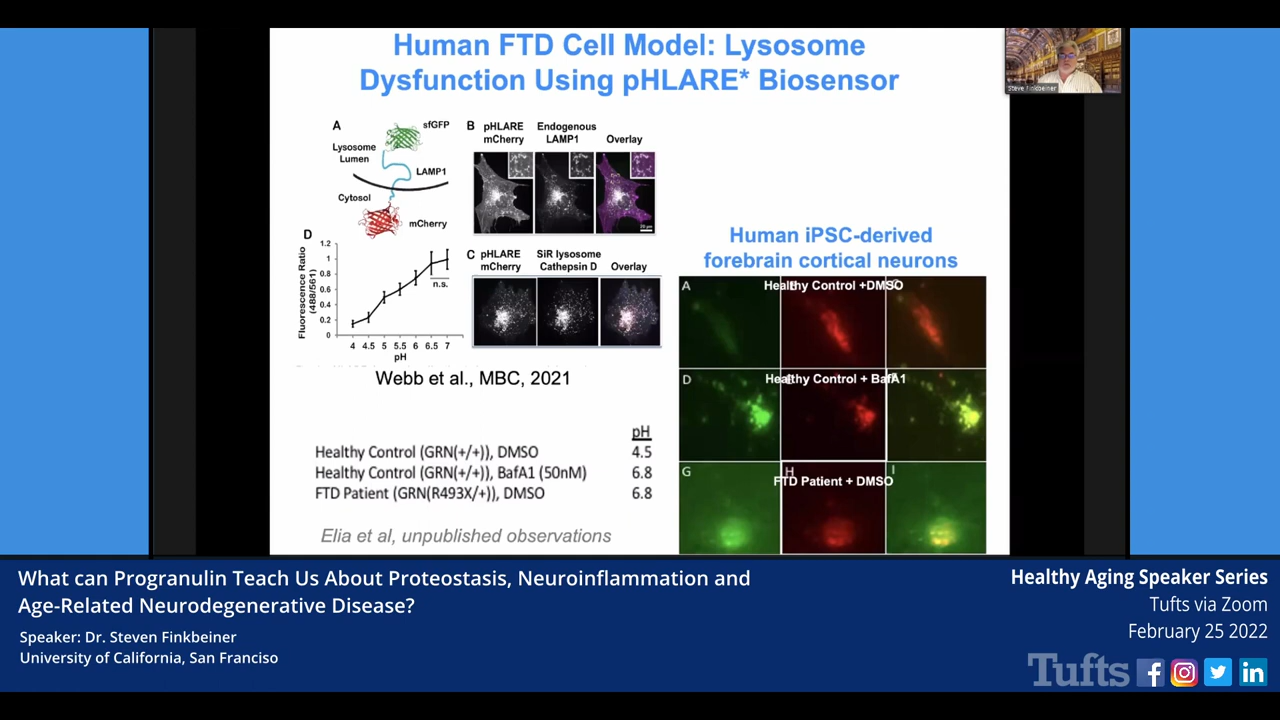 Human FTD Cell Model: Lysosome
Dysfunction Using pHLARE* Biosensor
Steve Finkbeiner
A
sfGFP
Lysosome
Lumen
LAMP1
Cytosol
mCherry
B
pHLARE
mCherry
Endogenous
LAMP1
Overlay
20 µm
D
Fluorescence Ratio
(488/561)
1.2
1
0.8
0.6
0.4
0.2
0
n.s.
4 4.5 5 5.5 6 6.5 7
pH
C
pHLARE
mCherry
SiR lysosome
Cathepsin D
Overlay
Webb et al., MBC, 2021
pH
Healthy Control (GRN(+/+)), DMSO 4.5
Healthy Control (GRN(+/+)), BafA1 (50nM) 6.8
FTD Patient (GRN(R493X/+)), DMSO 6.8
Elia et al, unpublished observations
Human iPSC-derived
forebrain cortical neurons
A
Healthy Control +DMSO
D
Healthy Control + BafA1
G
H
I
FTD Patient + DMSO
What can Progranulin Teach Us About Proteostasis, Neuroinflammation and
Age-Related Neurodegenerative Disease?
Speaker: Dr. Steven Finkbeiner
University of California, San Franciso
Healthy Aging Speaker Series
Tufts via Zoom
February 25 2022
Tufts